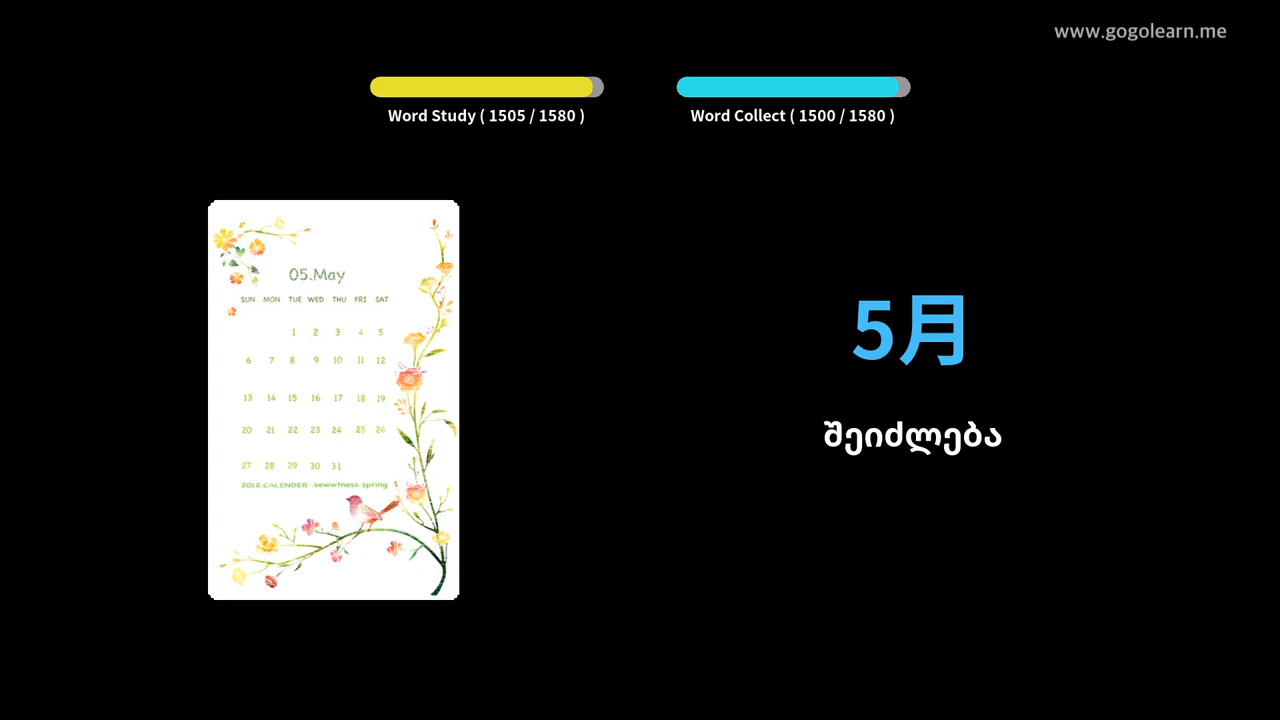 www.gogolearn.me
Word Study ( 1505 / 1580 )
Word Collect ( 1500 / 1580 )
05.May
SUN MON TUE WED THU FRI SAT
1 2 3 4 5
6 7 8 9 10 11 12
13 14 15 16 17 18 19
20 21 22 23 24 25 26
27 28 29 30 31
2012.CALENDER .sewwtness spring
5月
შეიძლება